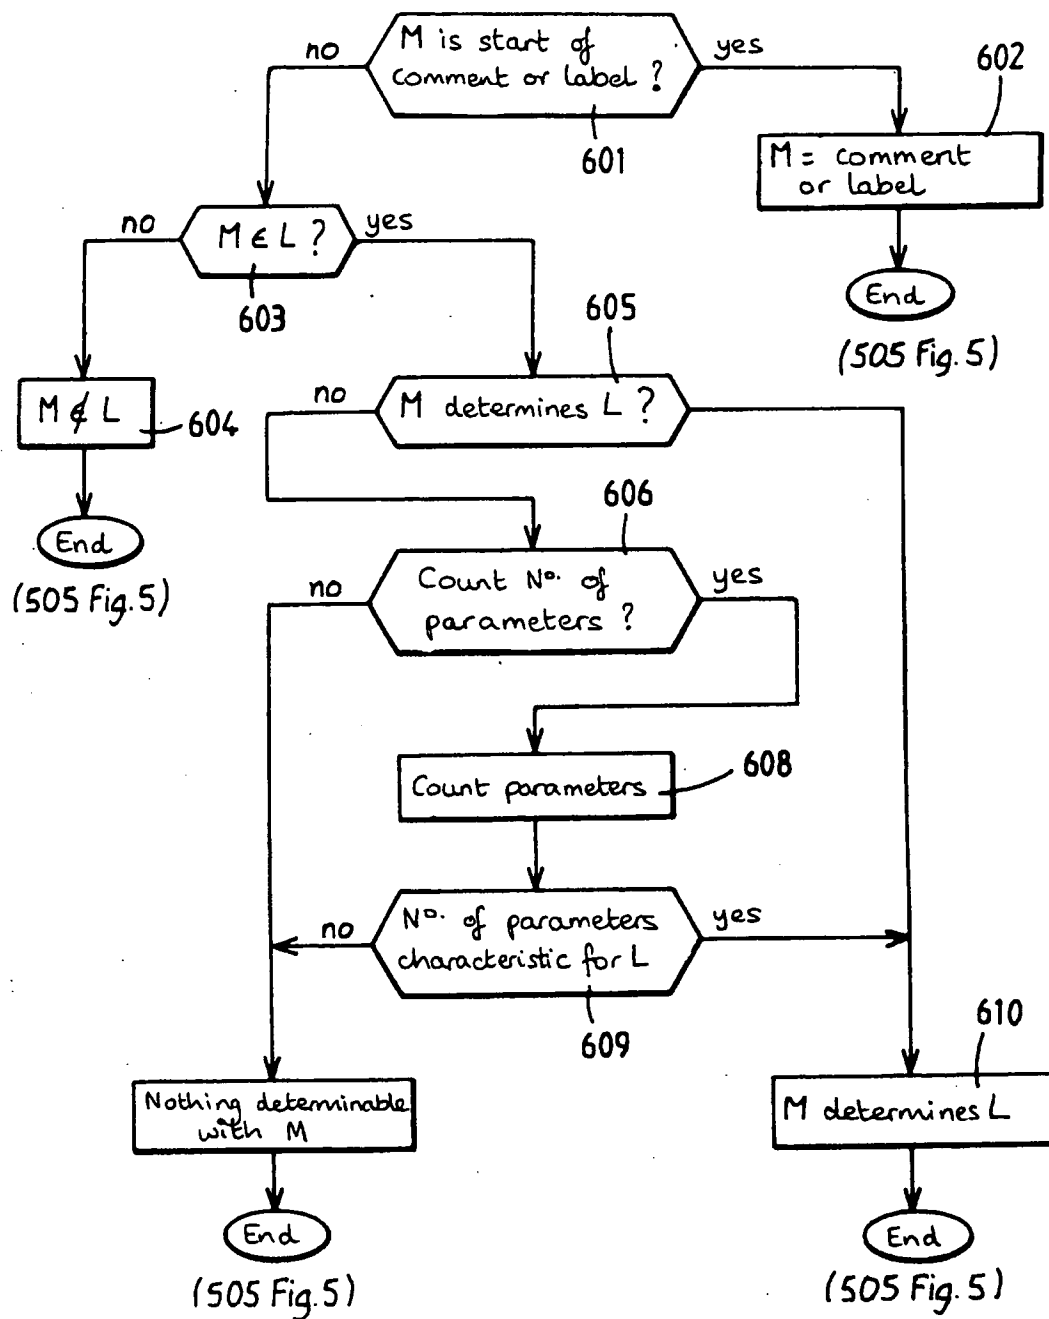 M is start of
comment or label ?
no
yes
601
602
M = comment
or label
End
(505 Fig. 5)
no
M ϵ L ?
yes
603
605
M ∉ L
604
End
(505 Fig. 5)
no
M determines L ?
606
no
Count Nº. of
parameters ?
yes
Count parameters
608
no
Nº. of parameters
characteristic for L
yes
609
610
Nothing determinable
with M
M determines L
End
(505 Fig. 5)
End
(505 Fig. 5)